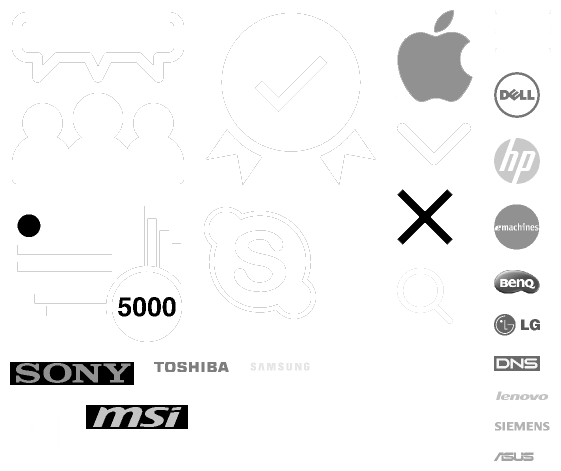 DELL
hp
eMachines
BenQ
5000
LG
SONY
TOSHIBA
SAMSUNG
DNS
lenovo
msi
SIEMENS
ASUS